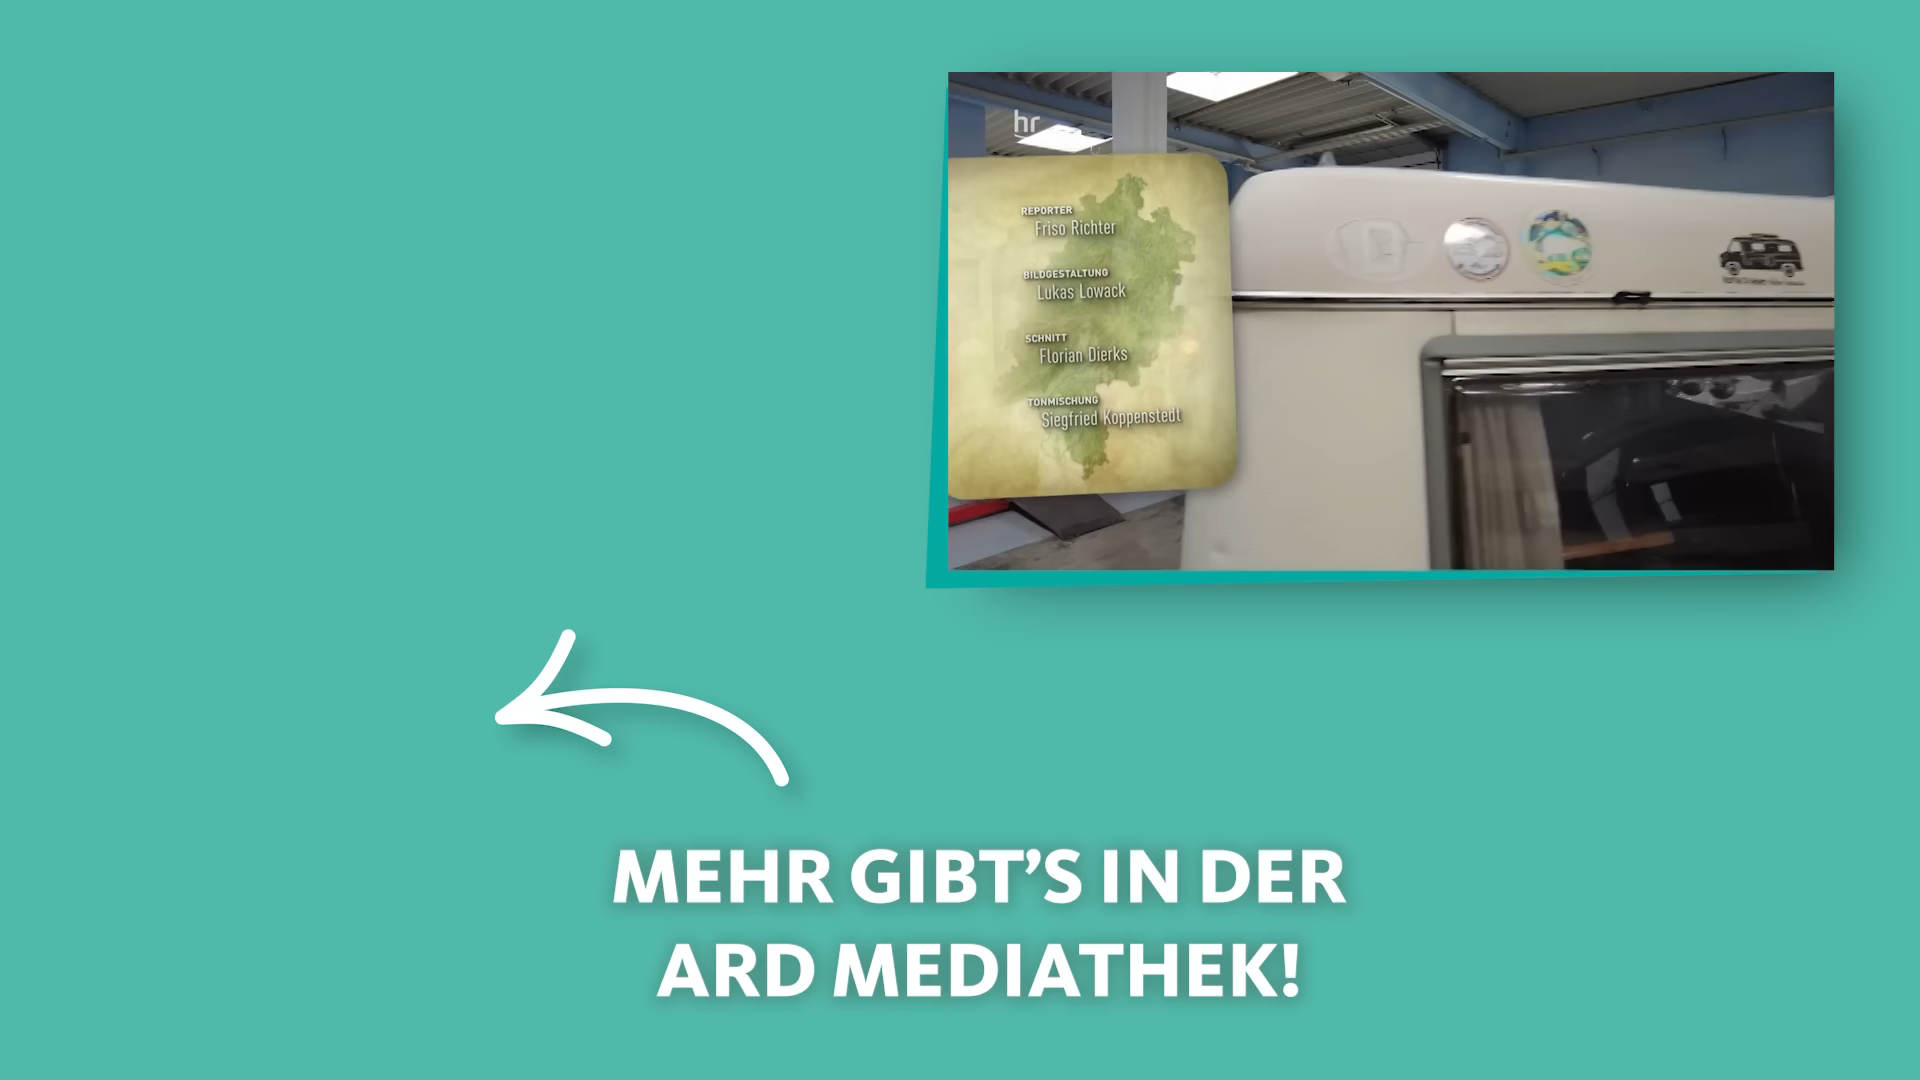 hr
REPORTER
Friso Richter
BILDGESTALTUNG
Lukas Lowack
SCHNITT
Florian Dierks
TONMISCHUNG
Siegfried Koppenstedt
MEHR GIBT’S IN DER
ARD MEDIATHEK!